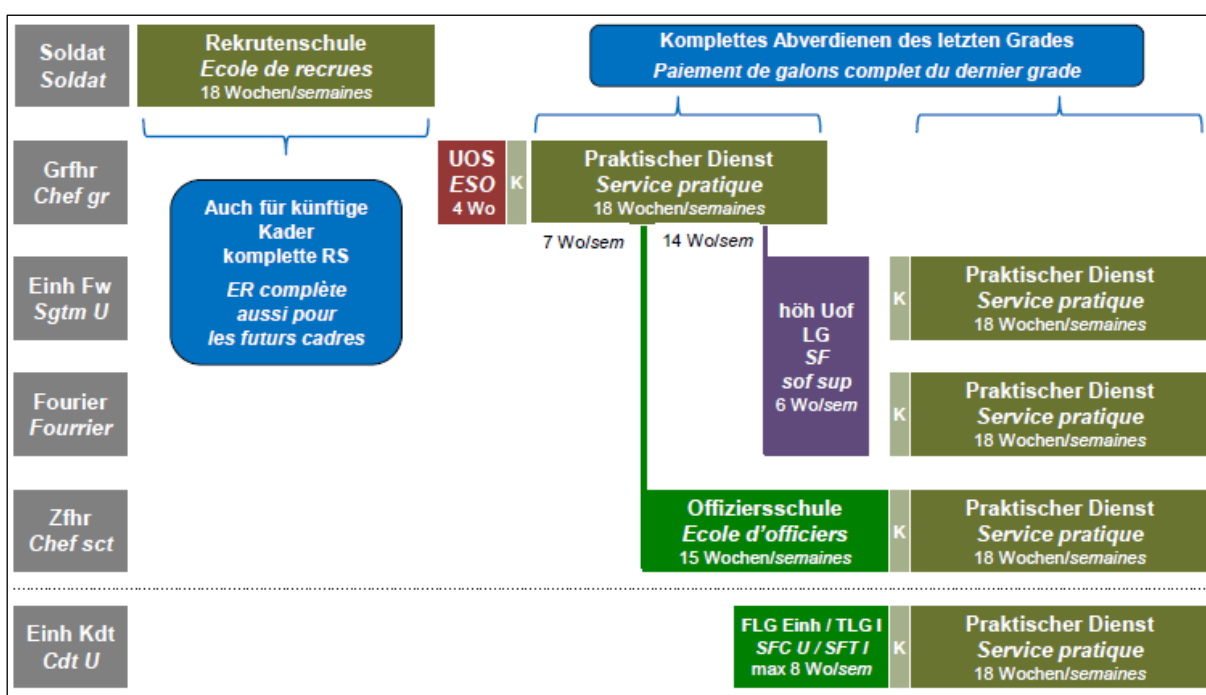 Soldat
Soldat
Rekrutenschule
Ecole de recrues
18 Wochen/semaines
Komplettes Abverdienen des letzten Grades
Paiement de galons complet du dernier grade
Grfhr
Chef gr
Auch für künftige
Kader
komplette RS
ER complète
aussi pour
les futurs cadres
UOS
ESO
4 Wo
K
Praktischer Dienst
Service pratique
18 Wochen/semaines
7 Wo/sem
14 Wo/sem
Einh Fw
Sgtm U
höh Uof
LG
SF
sof sup
6 Wo/sem
K
Praktischer Dienst
Service pratique
18 Wochen/semaines
Fourier
Fourrier
K
Praktischer Dienst
Service pratique
18 Wochen/semaines
Zfhr
Chef sct
Offiziersschule
Ecole d'officiers
15 Wochen/semaines
K
Praktischer Dienst
Service pratique
18 Wochen/semaines
Einh Kdt
Cdt U
FLG Einh / TLG I
SFC U / SFT I
max 8 Wo/sem
K
Praktischer Dienst
Service pratique
18 Wochen/semaines